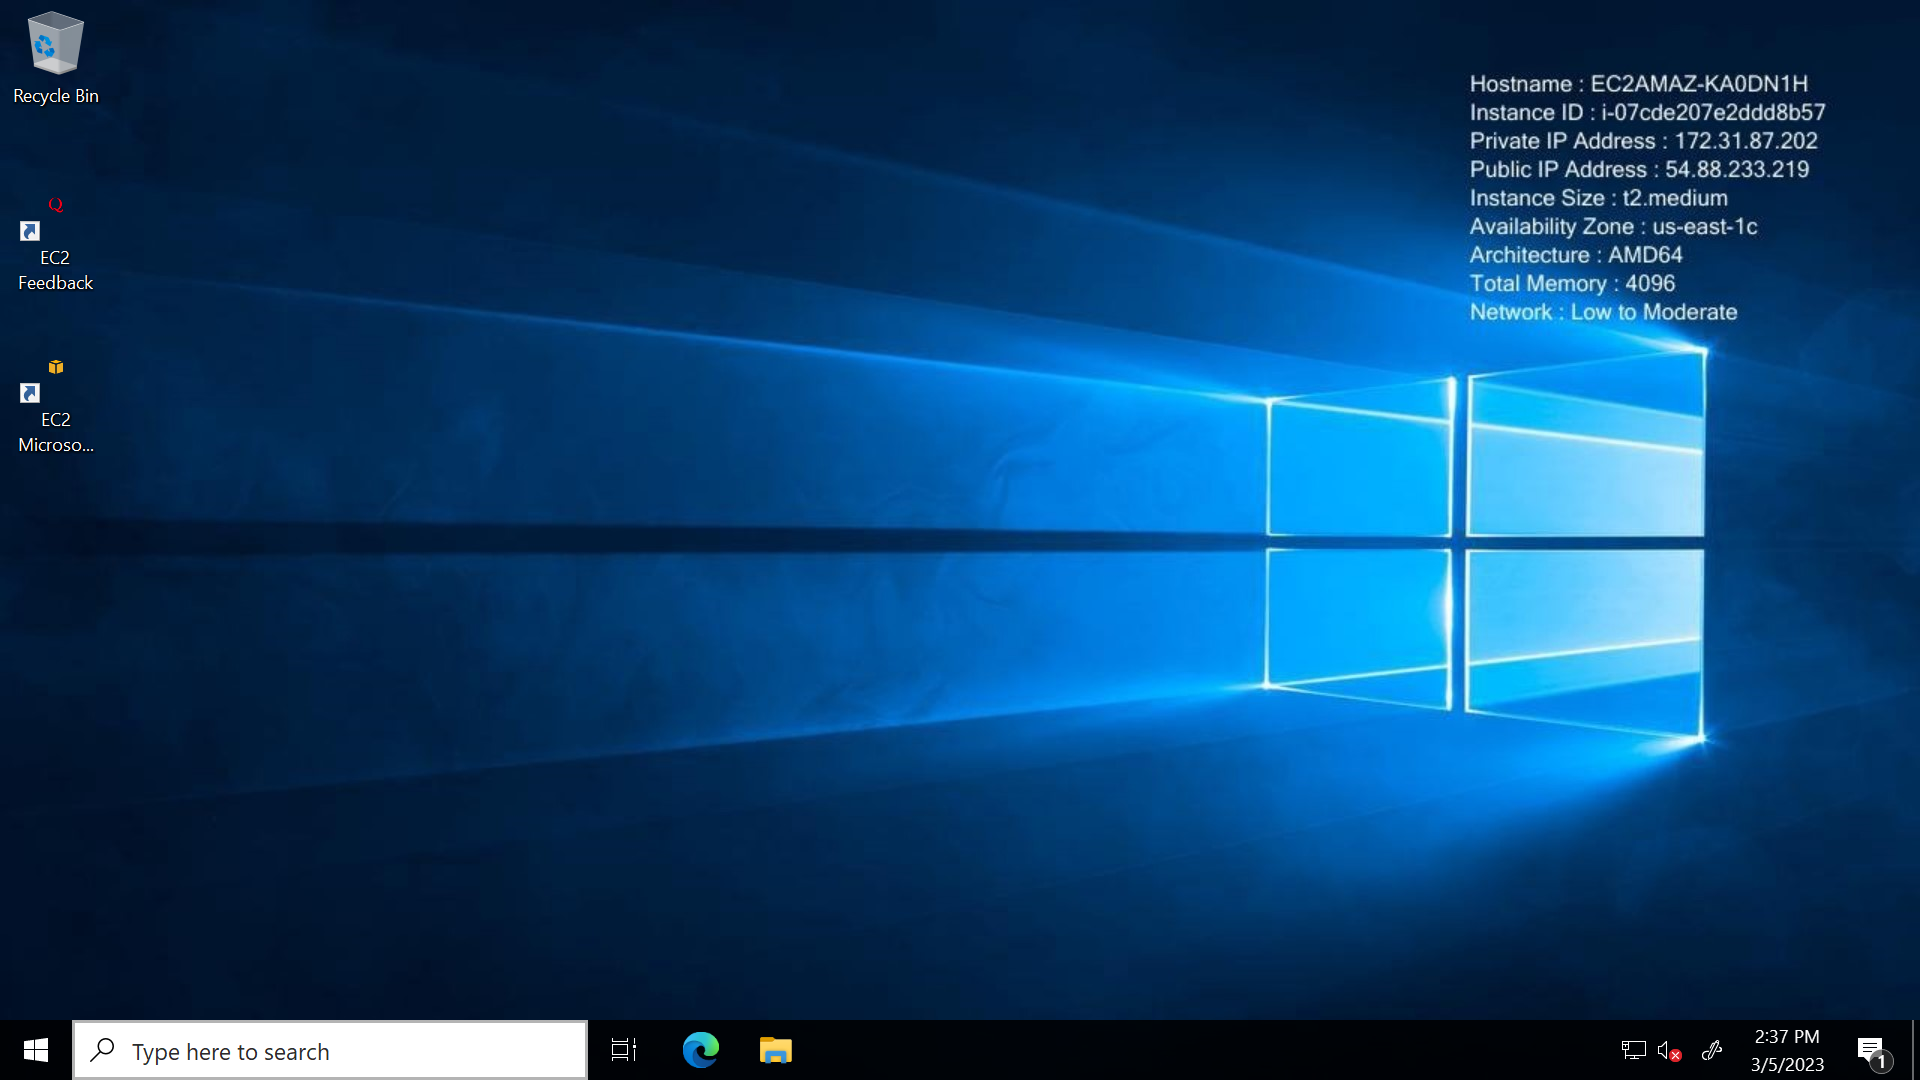 Recycle Bin
EC2
Feedback
EC2
Microso...
Hostname : EC2AMAZ-KA0DN1H
Instance ID : i-07cde207e2ddd8b57
Private IP Address : 172.31.87.202
Public IP Address : 54.88.233.219
Instance Size : t2.medium
Availability Zone : us-east-1c
Architecture : AMD64
Total Memory : 4096
Network : Low to Moderate
Type here to search
2:37 PM
3/5/2023
1